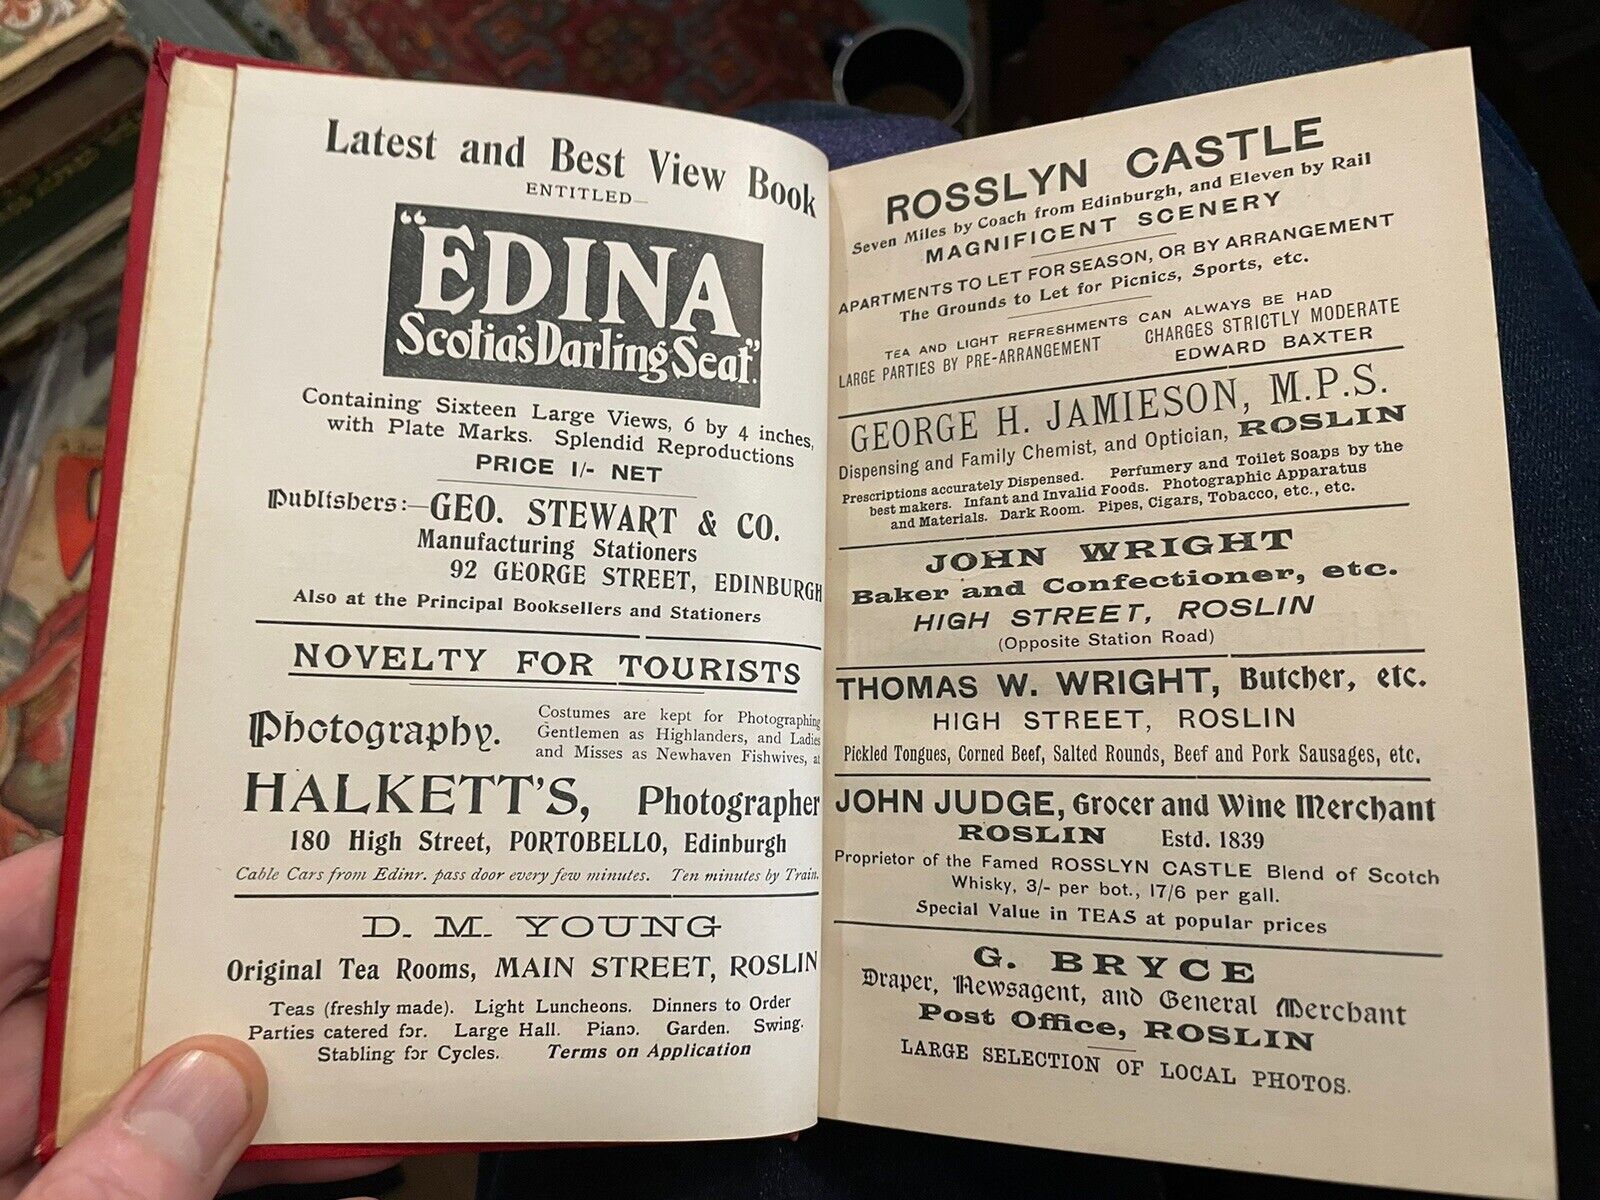 Latest and Best View Book
ENTITLED—
"EDINA
Scotia's Darling Seat".
Containing Sixteen Large Views, 6 by 4 inches,
with Plate Marks. Splendid Reproductions
PRICE 1/- NET
Publishers:—GEO. STEWART & CO.
Manufacturing Stationers
92 GEORGE STREET, EDINBURGH
Also at the Principal Booksellers and Stationers
NOVELTY FOR TOURISTS
Photography.
Costumes are kept for Photographing
Gentlemen as Highlanders, and Ladies
and Misses as Newhaven Fishwives, at
HALKETT'S, Photographer
180 High Street, PORTOBELLO, Edinburgh
Cable Cars from Edinr. pass door every few minutes. Ten minutes by Train.
D. M. YOUNG
Original Tea Rooms, MAIN STREET, ROSLIN
Teas (freshly made). Light Luncheons. Dinners to Order
Parties catered for. Large Hall. Piano. Garden. Swing.
Stabling for Cycles. Terms on Application
ROSSLYN CASTLE
Seven Miles by Coach from Edinburgh, and Eleven by Rail
MAGNIFICENT SCENERY
APARTMENTS TO LET FOR SEASON, OR BY ARRANGEMENT
The Grounds to Let for Picnics, Sports, etc.
TEA AND LIGHT REFRESHMENTS CAN ALWAYS BE HAD
LARGE PARTIES BY PRE-ARRANGEMENT CHARGES STRICTLY MODERATE
EDWARD BAXTER
GEORGE H. JAMIESON, M.P.S.
Dispensing and Family Chemist, and Optician, ROSLIN
Prescriptions accurately Dispensed. Perfumery and Toilet Soaps by the
best makers. Infant and Invalid Foods. Photographic Apparatus
and Materials. Dark Room. Pipes, Cigars, Tobacco, etc., etc.
JOHN WRIGHT
Baker and Confectioner, etc.
HIGH STREET, ROSLIN
(Opposite Station Road)
THOMAS W. WRIGHT, Butcher, etc.
HIGH STREET, ROSLIN
Pickled Tongues, Corned Beef, Salted Rounds, Beef and Pork Sausages, etc.
JOHN JUDGE, Grocer and Wine Merchant
ROSLIN Estd. 1839
Proprietor of the Famed ROSSLYN CASTLE Blend of Scotch
Whisky, 3/- per bot., 17/6 per gall.
Special Value in TEAS at popular prices
G. BRYCE
Draper, Newsagent, and General Merchant
Post Office, ROSLIN
LARGE SELECTION OF LOCAL PHOTOS.